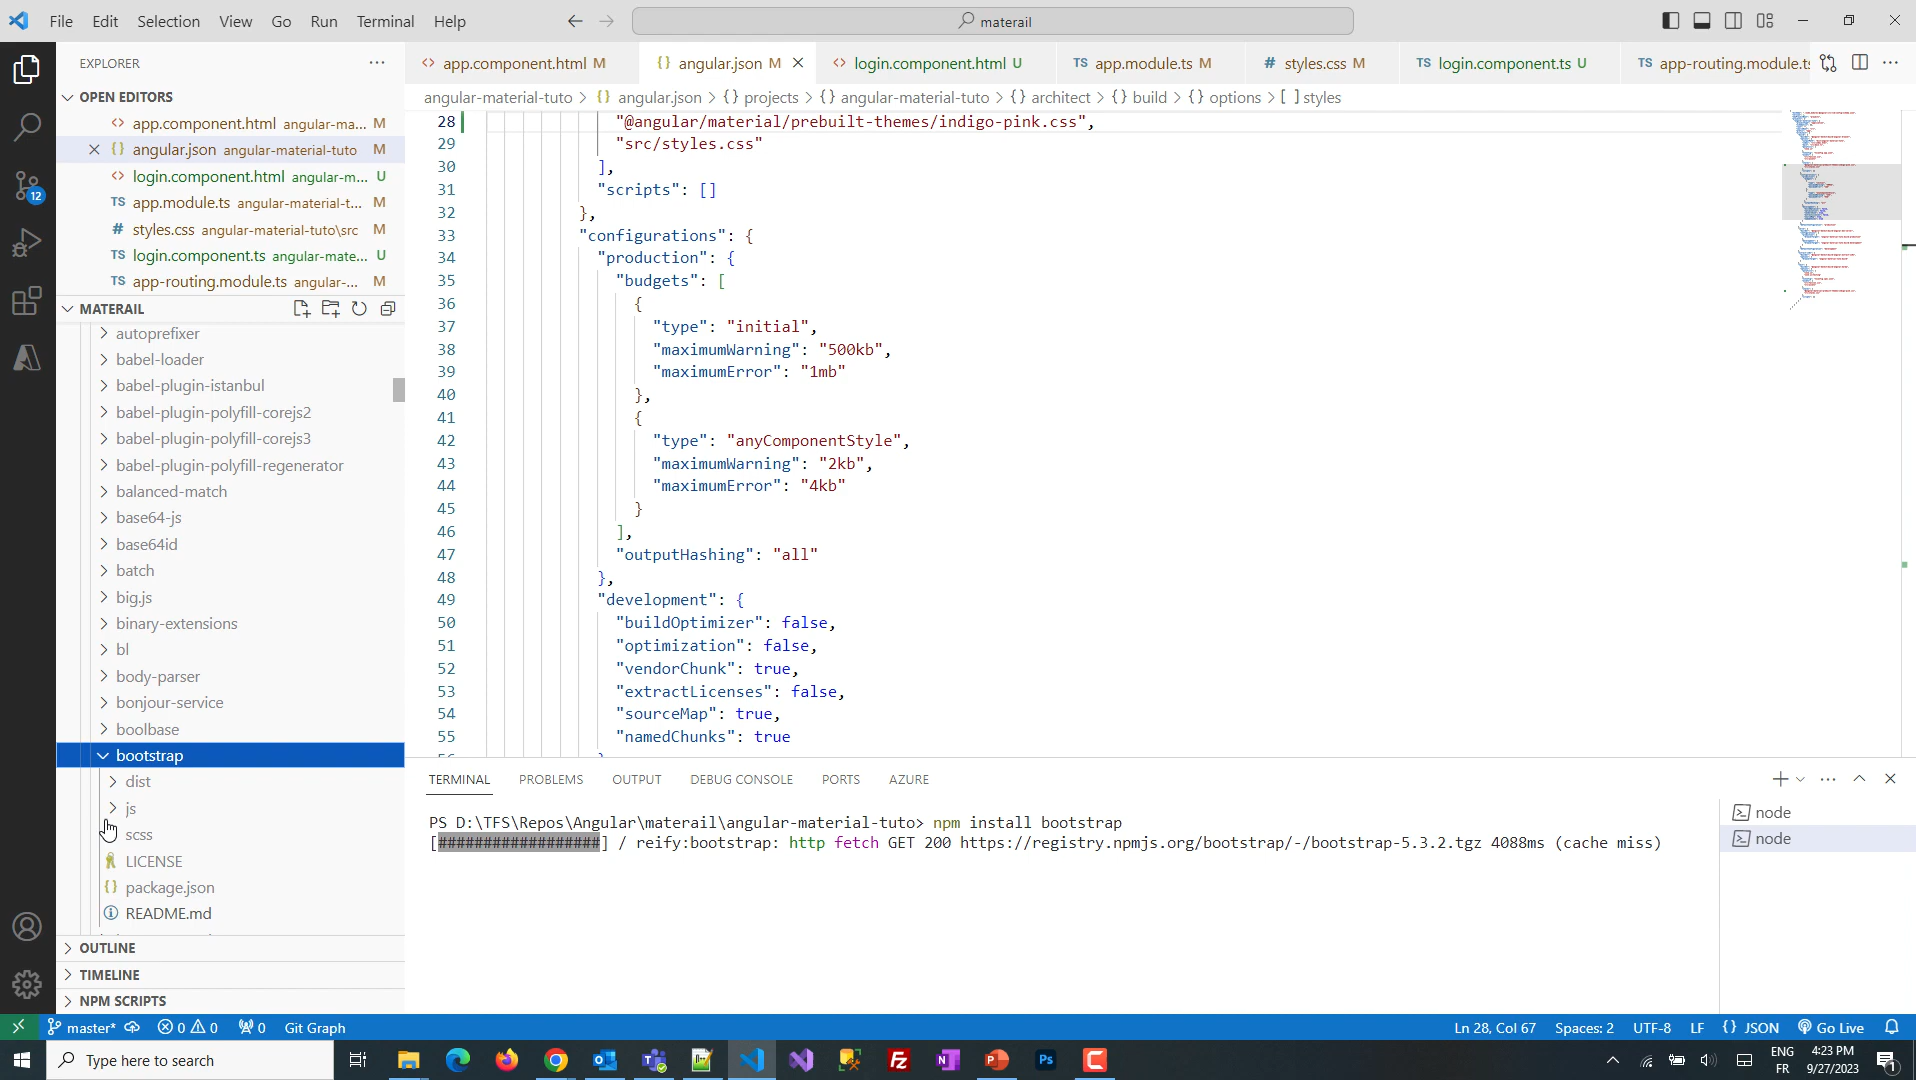 File Edit Selection View Go Run Terminal Help
materail
EXPLORER
OPEN EDITORS
app.component.html angular-ma... M
angular.json angular-material-tuto M
login.component.html angular-m... U
app.module.ts angular-material-t... M
styles.css angular-material-tuto\src M
login.component.ts angular-mate... U
app-routing.module.ts angular-... M
12
MATERAIL
autoprefixer
babel-loader
babel-plugin-istanbul
babel-plugin-polyfill-corejs2
babel-plugin-polyfill-corejs3
babel-plugin-polyfill-regenerator
balanced-match
base64-js
base64id
batch
big.js
binary-extensions
bl
body-parser
bonjour-service
boolbase
bootstrap
dist
js
scss
LICENSE
package.json
README.md
OUTLINE
TIMELINE
NPM SCRIPTS
app.component.html M
{} angular.json M
login.component.html U
TS app.module.ts M
# styles.css M
TS login.component.ts U
TS app-routing.module.ts
angular-material-tuto > {} angular.json > {} projects > {} angular-material-tuto > {} architect > {} build > {} options > [ ] styles
28 "@angular/material/prebuilt-themes/indigo-pink.css",
29 "src/styles.css"
30 ],
31 "scripts": []
32 },
33 "configurations": {
34 "production": {
35 "budgets": [
36 {
37 "type": "initial",
38 "maximumWarning": "500kb",
39 "maximumError": "1mb"
40 },
41 {
42 "type": "anyComponentStyle",
43 "maximumWarning": "2kb",
44 "maximumError": "4kb"
45 }
46 ],
47 "outputHashing": "all"
48 },
49 "development": {
50 "buildOptimizer": false,
51 "optimization": false,
52 "vendorChunk": true,
53 "extractLicenses": false,
54 "sourceMap": true,
55 "namedChunks": true
TERMINAL PROBLEMS OUTPUT DEBUG CONSOLE PORTS AZURE
PS D:\TFS\Repos\Angular\materail\angular-material-tuto> npm install bootstrap
[##################] / reify:bootstrap: http fetch GET 200 https://registry.npmjs.org/bootstrap/-/bootstrap-5.3.2.tgz 4088ms (cache miss)
node
node
master* 0 0 0 Git Graph
Ln 28, Col 67 Spaces: 2 UTF-8 LF {} JSON Go Live
Type here to search
ENG
FR
4:23 PM
9/27/2023
1